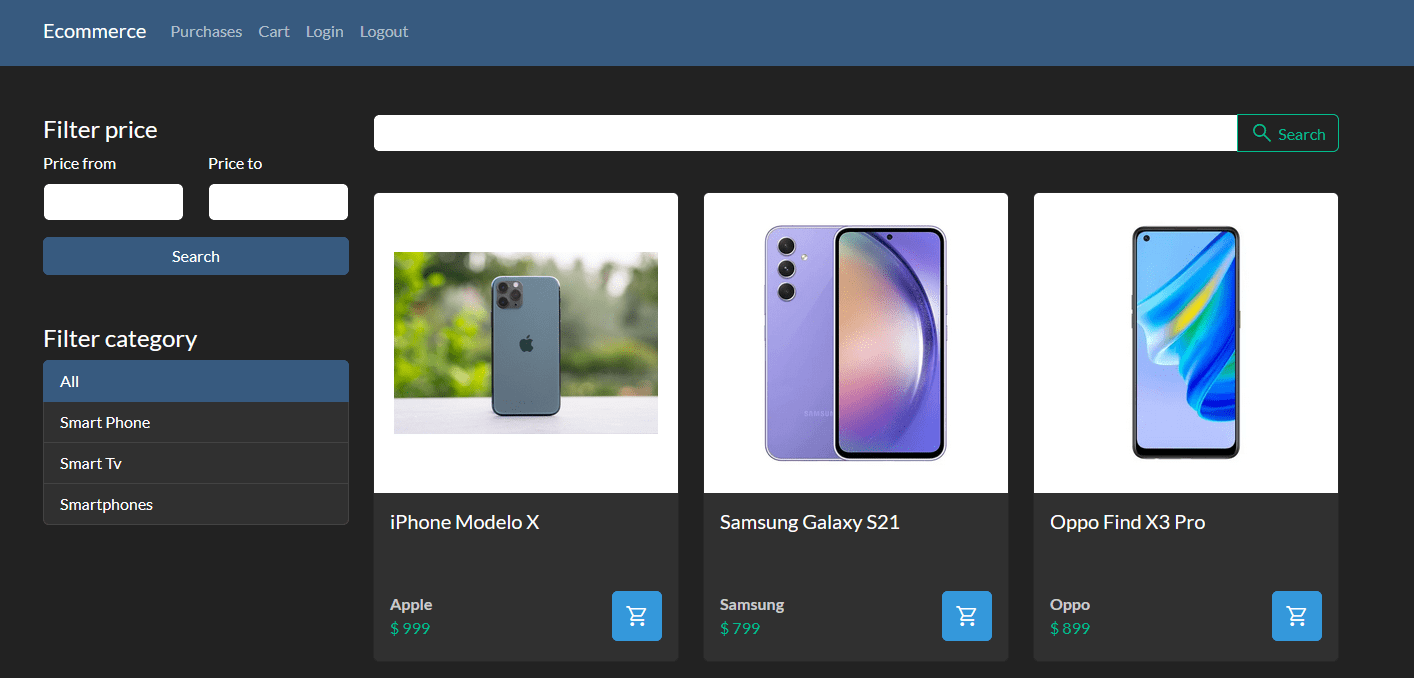 Ecommerce Purchases Cart Login Logout
Filter price
Price from Price to
Search
Filter category
All
Smart Phone
Smart Tv
Smartphones
Search
SAMSUNG
iPhone Modelo X
Apple
$ 999
Samsung Galaxy S21
Samsung
$ 799
Oppo Find X3 Pro
Oppo
$ 899